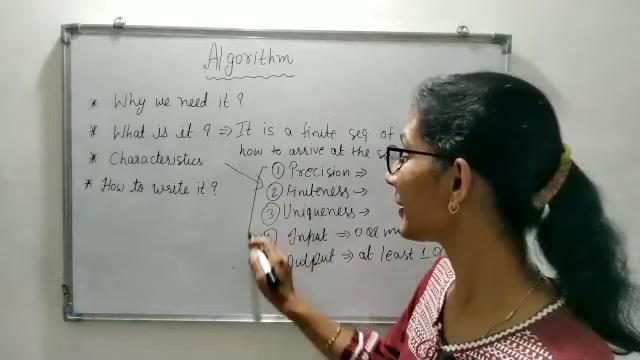 Algorithm
* Why we need it ?
* What is it ? ⇒ It is a finite seq of
how to arrive at the
* Characteristics
① Precision ⇒
* How to write it ?
② Finiteness →
③ Uniqueness →
Input ⇒ 0 or
Output ⇒ at least 1